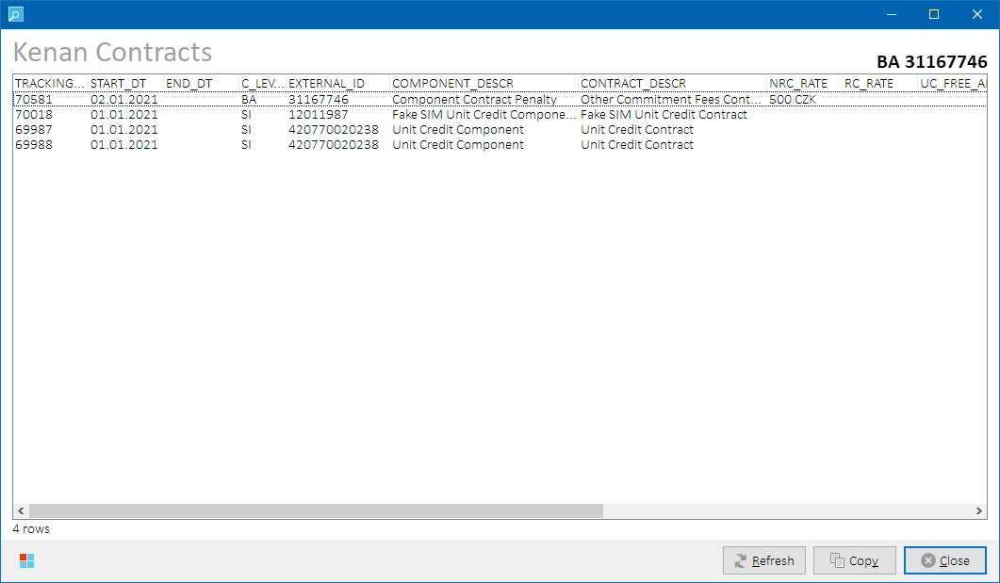 Kenan Contracts
BA 31167746
TRACKING... START_DT END_DT C_LEV... EXTERNAL_ID COMPONENT_DESCR CONTRACT_DESCR NRC_RATE RC_RATE UC_FREE_A
70581 02.01.2021 BA 31167746 Component Contract Penalty Other Commitment Fees Cont... 500 CZK
70018 01.01.2021 SI 12011987 Fake SIM Unit Credit Compone... Fake SIM Unit Credit Contract
69987 01.01.2021 SI 420770020238 Unit Credit Component Unit Credit Contract
69988 01.01.2021 SI 420770020238 Unit Credit Component Unit Credit Contract
4 rows
Refresh Copy Close